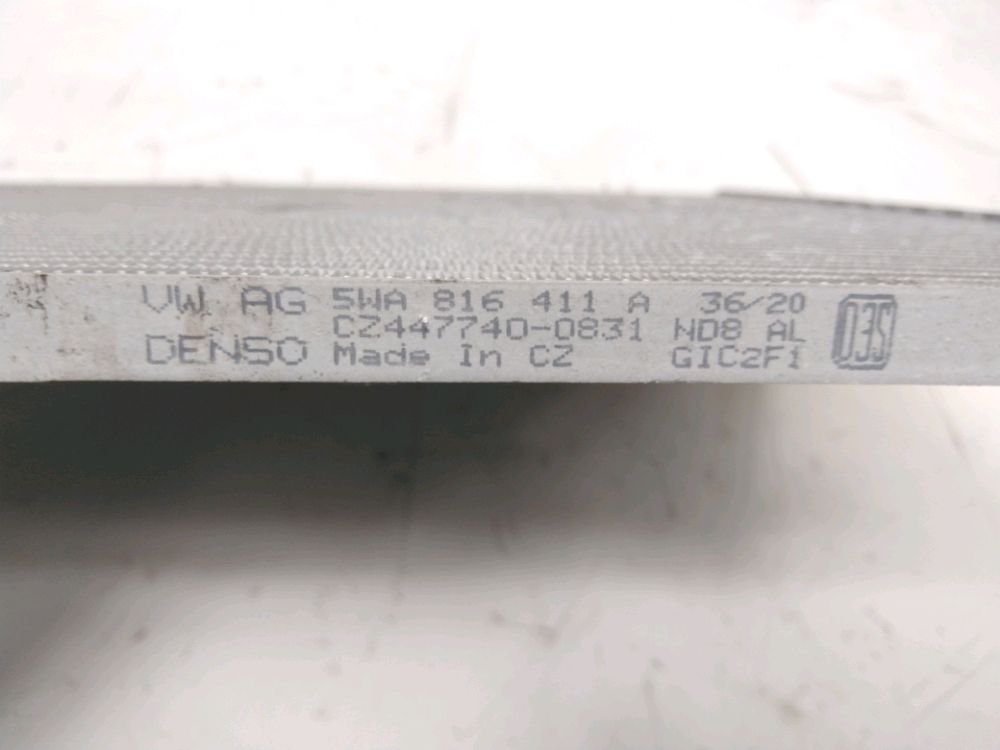 VW AG 5WA 816 411 A 36/20
CZ447740-0831 ND8 AL
DENSO Made In CZ GIC2F1